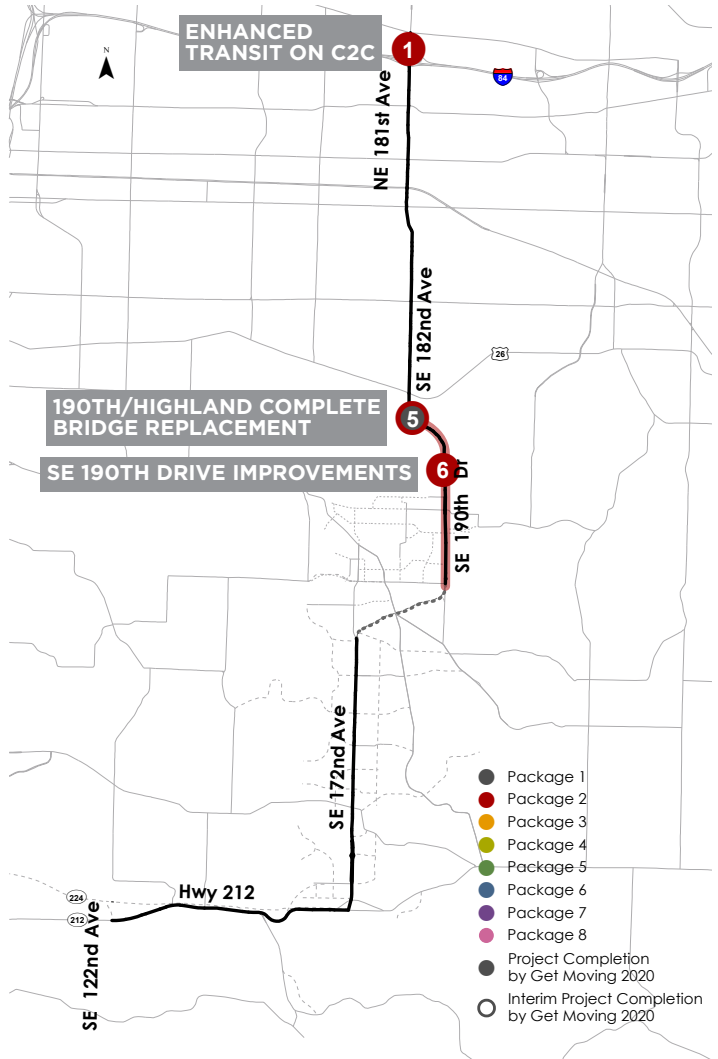 ENHANCED
TRANSIT ON C2C
1
N
84
NE 181st Ave
SE 182nd Ave
26
190TH/HIGHLAND COMPLETE
BRIDGE REPLACEMENT
5
SE 190TH DRIVE IMPROVEMENTS
6
SE 190th Dr
SE 172nd Ave
Package 1
Package 2
Package 3
Package 4
Package 5
Package 6
Package 7
Package 8
Project Completion
by Get Moving 2020
Interim Project Completion
by Get Moving 2020
224
Hwy 212
212
SE 122nd Ave